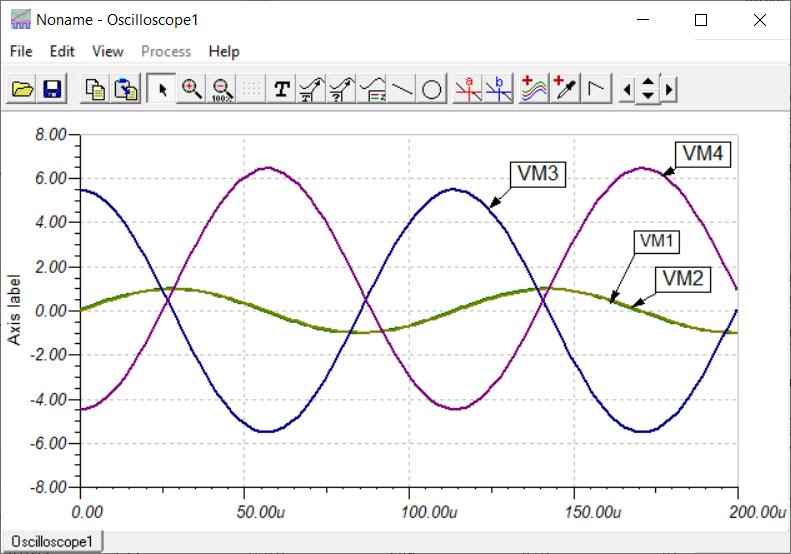 Noname - Oscilloscope1
File Edit View Process Help
T T ? 100% a b
8.00
VM4
6.00
VM3
4.00
VM1
2.00
VM2
0.00
Axis label
-2.00
-4.00
-6.00
-8.00
0.00 50.00u 100.00u 150.00u 200.00u
Oscilloscope1